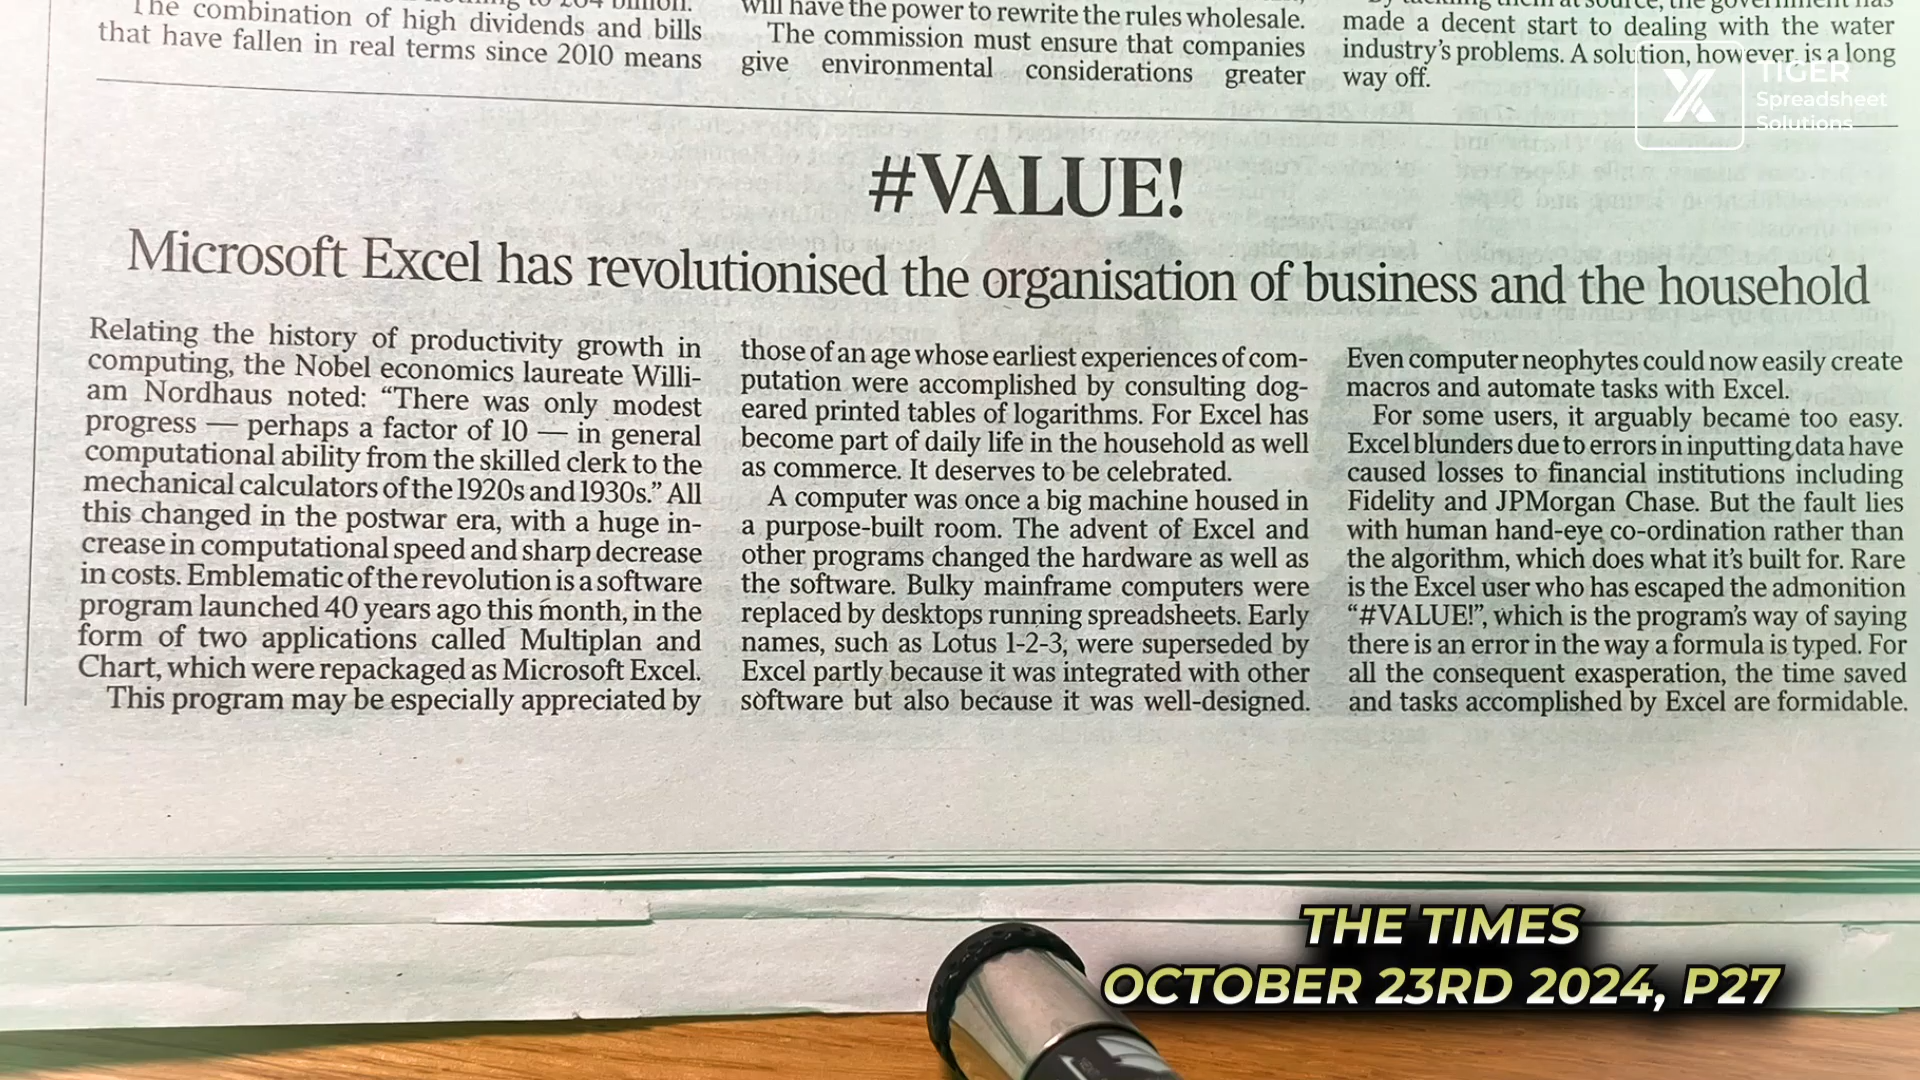 The combination of high dividends and bills
that have fallen in real terms since 2010 means
will have the power to rewrite the rules wholesale.
The commission must ensure that companies
give environmental considerations greater
made a decent start to dealing with the water
industry's problems. A solution, however, is a long
way off.
TIGER
Spreadsheet
Solutions
#VALUE!
Microsoft Excel has revolutionised the organisation of business and the household
Relating the history of productivity growth in
computing, the Nobel economics laureate Willi-
am Nordhaus noted: “There was only modest
progress — perhaps a factor of 10 — in general
computational ability from the skilled clerk to the
mechanical calculators of the 1920s and 1930s.” All
this changed in the postwar era, with a huge in-
crease in computational speed and sharp decrease
in costs. Emblematic of the revolution is a software
program launched 40 years ago this month, in the
form of two applications called Multiplan and
Chart, which were repackaged as Microsoft Excel.
This program may be especially appreciated by
those of an age whose earliest experiences of com-
putation were accomplished by consulting dog-
eared printed tables of logarithms. For Excel has
become part of daily life in the household as well
as commerce. It deserves to be celebrated.
A computer was once a big machine housed in
a purpose-built room. The advent of Excel and
other programs changed the hardware as well as
the software. Bulky mainframe computers were
replaced by desktops running spreadsheets. Early
names, such as Lotus 1-2-3, were superseded by
Excel partly because it was integrated with other
software but also because it was well-designed.
Even computer neophytes could now easily create
macros and automate tasks with Excel.
For some users, it arguably became too easy.
Excel blunders due to errors in inputting data have
caused losses to financial institutions including
Fidelity and JPMorgan Chase. But the fault lies
with human hand-eye co-ordination rather than
the algorithm, which does what it's built for. Rare
is the Excel user who has escaped the admonition
“#VALUE!”, which is the program's way of saying
there is an error in the way a formula is typed. For
all the consequent exasperation, the time saved
and tasks accomplished by Excel are formidable.
THE TIMES
OCTOBER 23RD 2024, P27